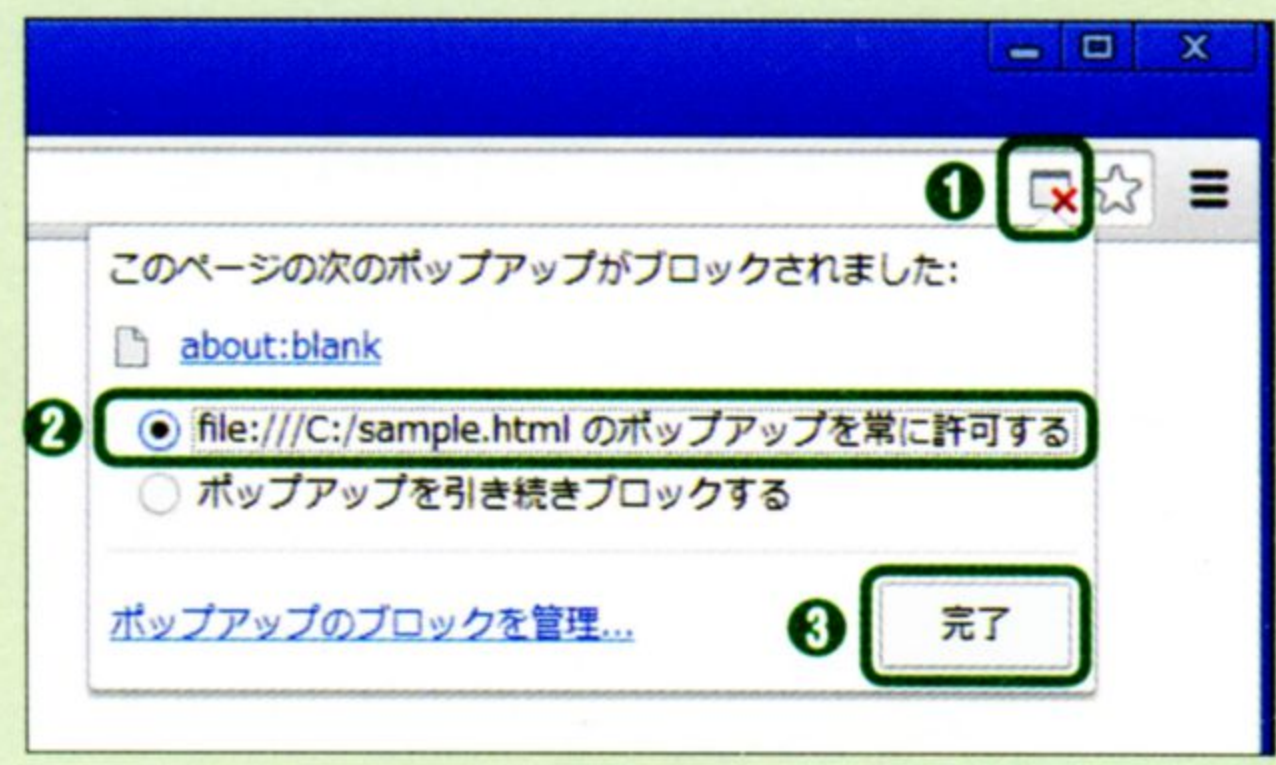 ❶
このページの次のポップアップがブロックされました:
about:blank
❷ file:///C:/sample.html のポップアップを常に許可する
ポップアップを引き続きブロックする
ポップアップのブロックを管理...
❸ 完了